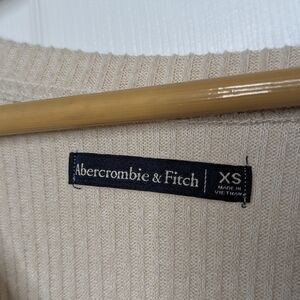 Abercrombie & Fitch XS
MADE IN
VIETNAM